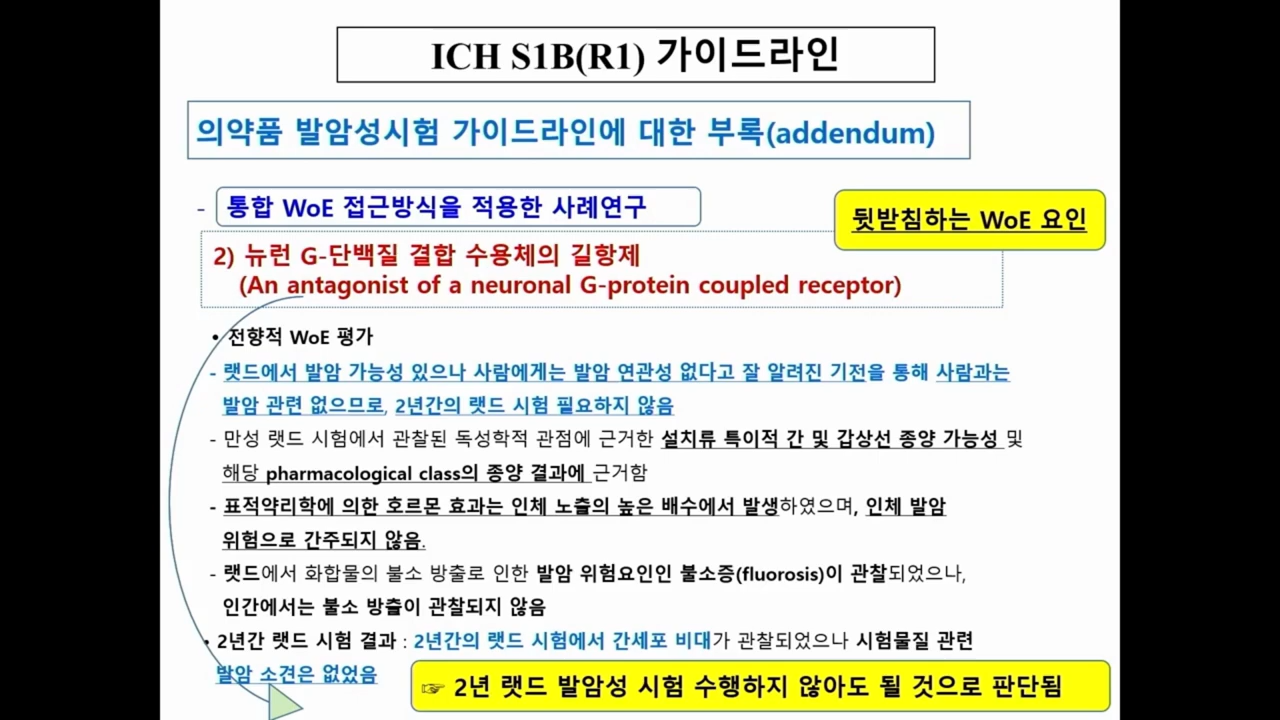 ICH S1B(R1) 가이드라인
의약품 발암성시험 가이드라인에 대한 부록(addendum)
- 통합 WoE 접근방식을 적용한 사례연구
뒷받침하는 WoE 요인
2) 뉴런 G-단백질 결합 수용체의 길항제
(An antagonist of a neuronal G-protein coupled receptor)
• 전향적 WoE 평가
- 랫드에서 발암 가능성 있으나 사람에게는 발암 연관성 없다고 잘 알려진 기전을 통해 사람과는
발암 관련 없으므로, 2년간의 랫드 시험 필요하지 않음
- 만성 랫드 시험에서 관찰된 독성학적 관점에 근거한 설치류 특이적 간 및 갑상선 종양 가능성 및
해당 pharmacological class의 종양 결과에 근거함
- 표적약리학에 의한 호르몬 효과는 인체 노출의 높은 배수에서 발생하였으며, 인체 발암
위험으로 간주되지 않음.
- 랫드에서 화합물의 불소 방출로 인한 발암 위험요인인 불소증(fluorosis)이 관찰되었으나,
인간에서는 불소 방출이 관찰되지 않음
• 2년간 랫드 시험 결과 : 2년간의 랫드 시험에서 간세포 비대가 관찰되었으나 시험물질 관련
발암 소견은 없었음
☞ 2년 랫드 발암성 시험 수행하지 않아도 될 것으로 판단됨